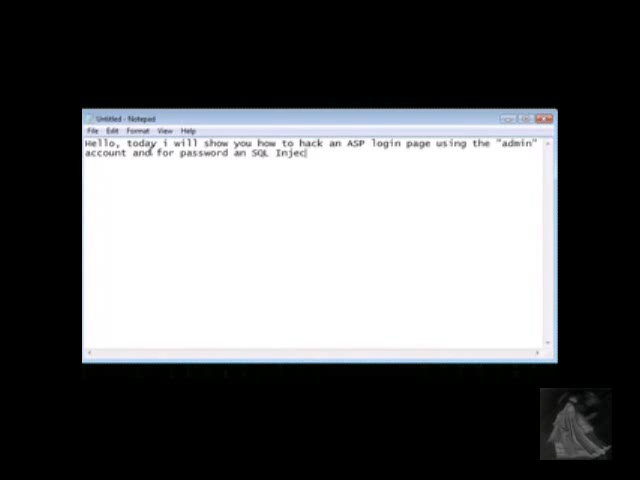 Untitled - Notepad
File Edit Format View Help
Hello, today i will show you how to hack an ASP login page using the "admin"
account and for password an SQL Injec